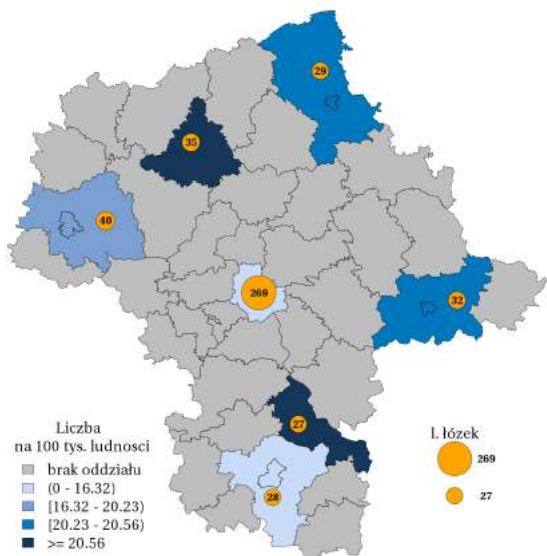 29
35
40
269
32
27
28
Liczba
na 100 tys. ludnosci
brak oddziału
(0 - 16.32)
[16.32 - 20.23)
[20.23 - 20.56)
>= 20.56
l. łózek
269
27